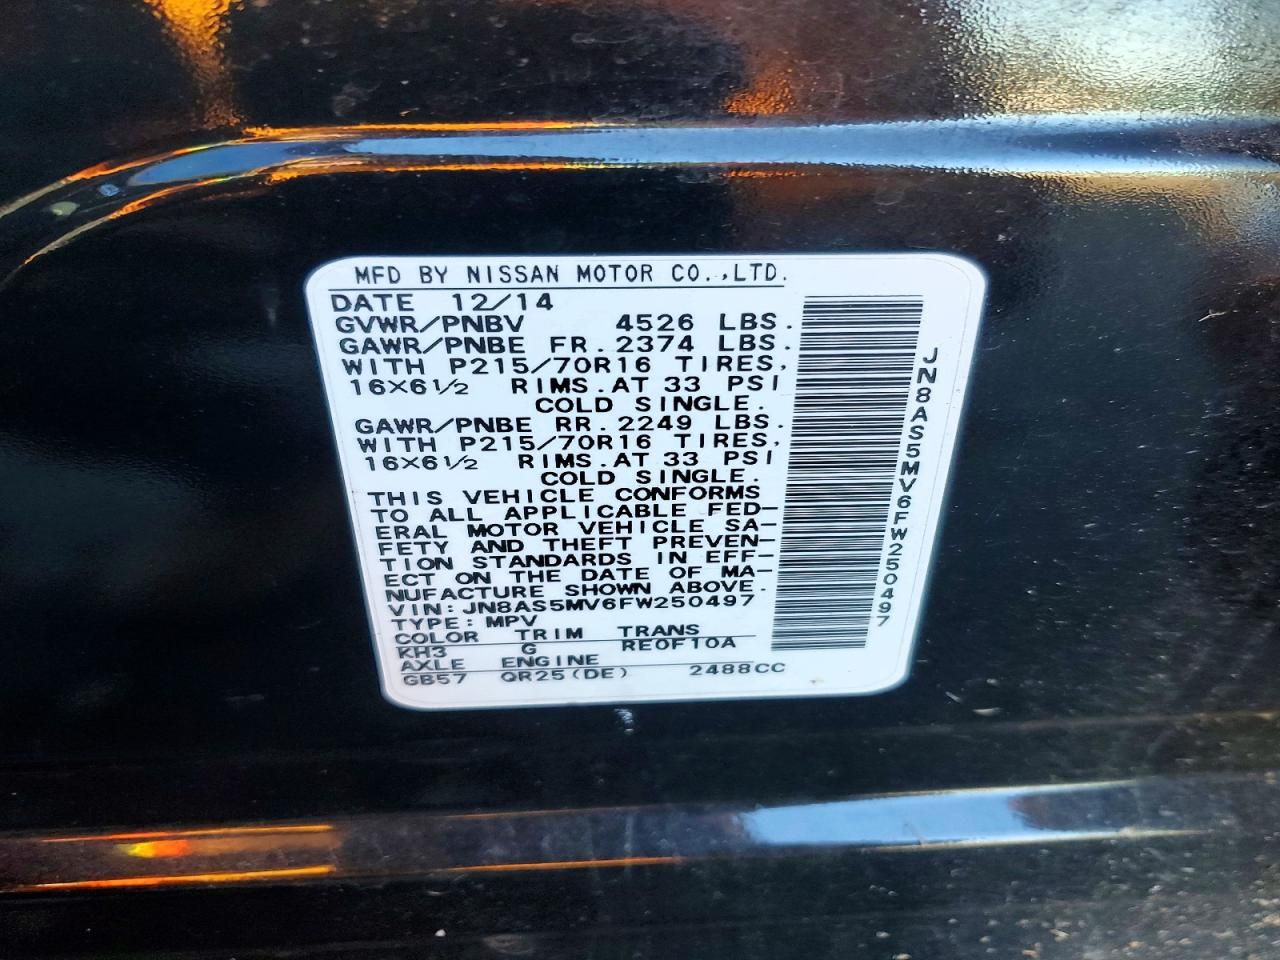 MFD BY NISSAN MOTOR CO.,LTD.
DATE 12/14
GVWR/PNBV 4526 LBS.
GAWR/PNBE FR. 2374 LBS.
WITH P215/70R16 TIRES,
16X6 1/2 RIMS. AT 33 PSI
COLD SINGLE.
GAWR/PNBE RR. 2249 LBS.
WITH P215/70R16 TIRES,
16X6 1/2 RIMS. AT 33 PSI
COLD SINGLE.
THIS VEHICLE CONFORMS
TO ALL APPLICABLE FED-
ERAL MOTOR VEHICLE SA-
FETY AND THEFT PREVEN-
TION STANDARDS IN EFF-
ECT ON THE DATE OF MA-
NUFACTURE SHOWN ABOVE.
VIN: JN8AS5MV6FW250497
TYPE: MPV
COLOR TRIM TRANS
KH3 G RE0F10A
AXLE ENGINE
GB57 QR25(DE) 2488CC
JN8AS5MV6FW250497